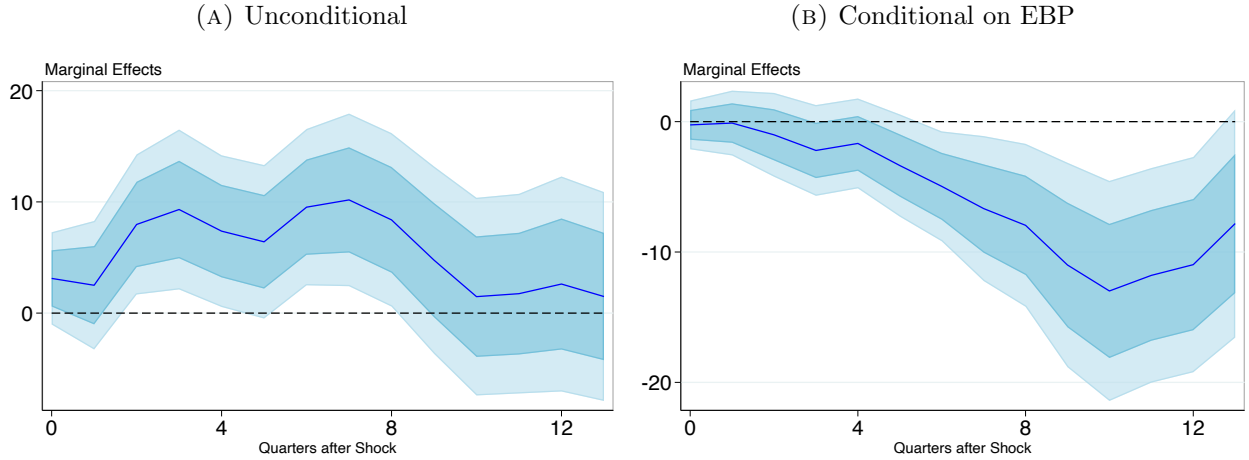 (A) Unconditional
Marginal Effects
20
10
0
0 4 8 12
Quarters after Shock
(B) Conditional on EBP
Marginal Effects
0
-10
-20
0 4 8 12
Quarters after Shock